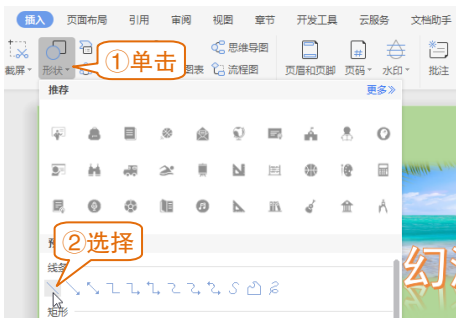 插入 页面布局 引用 审阅 视图 章节 开发工具 云服务 文档助手
思维导图
截屏 形状 图表 流程图 页眉和页脚 页码 水印 批注
①单击
推荐 更多
②选择
线条
矩形
幻